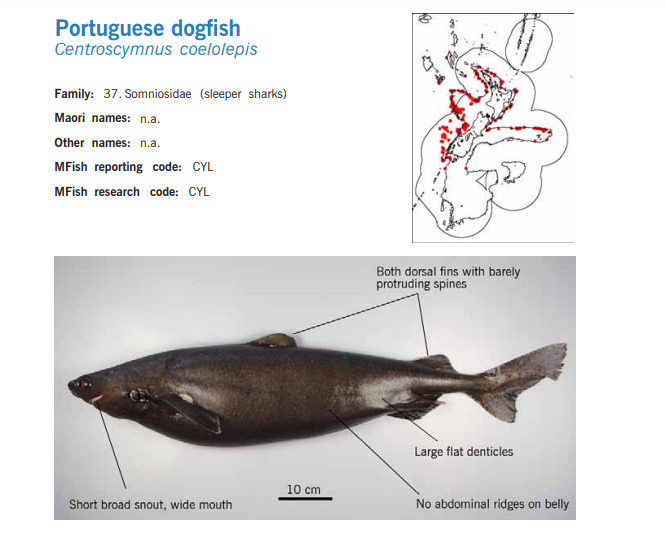 Portuguese dogfish
Centroscymnus coelolepis
Family: 37. Somniosidae (sleeper sharks)
Maori names: n.a.
Other names: n.a.
MFish reporting code: CYL
MFish research code: CYL
Both dorsal fins with barely
protruding spines
Large flat denticles
10 cm
Short broad snout, wide mouth
No abdominal ridges on belly